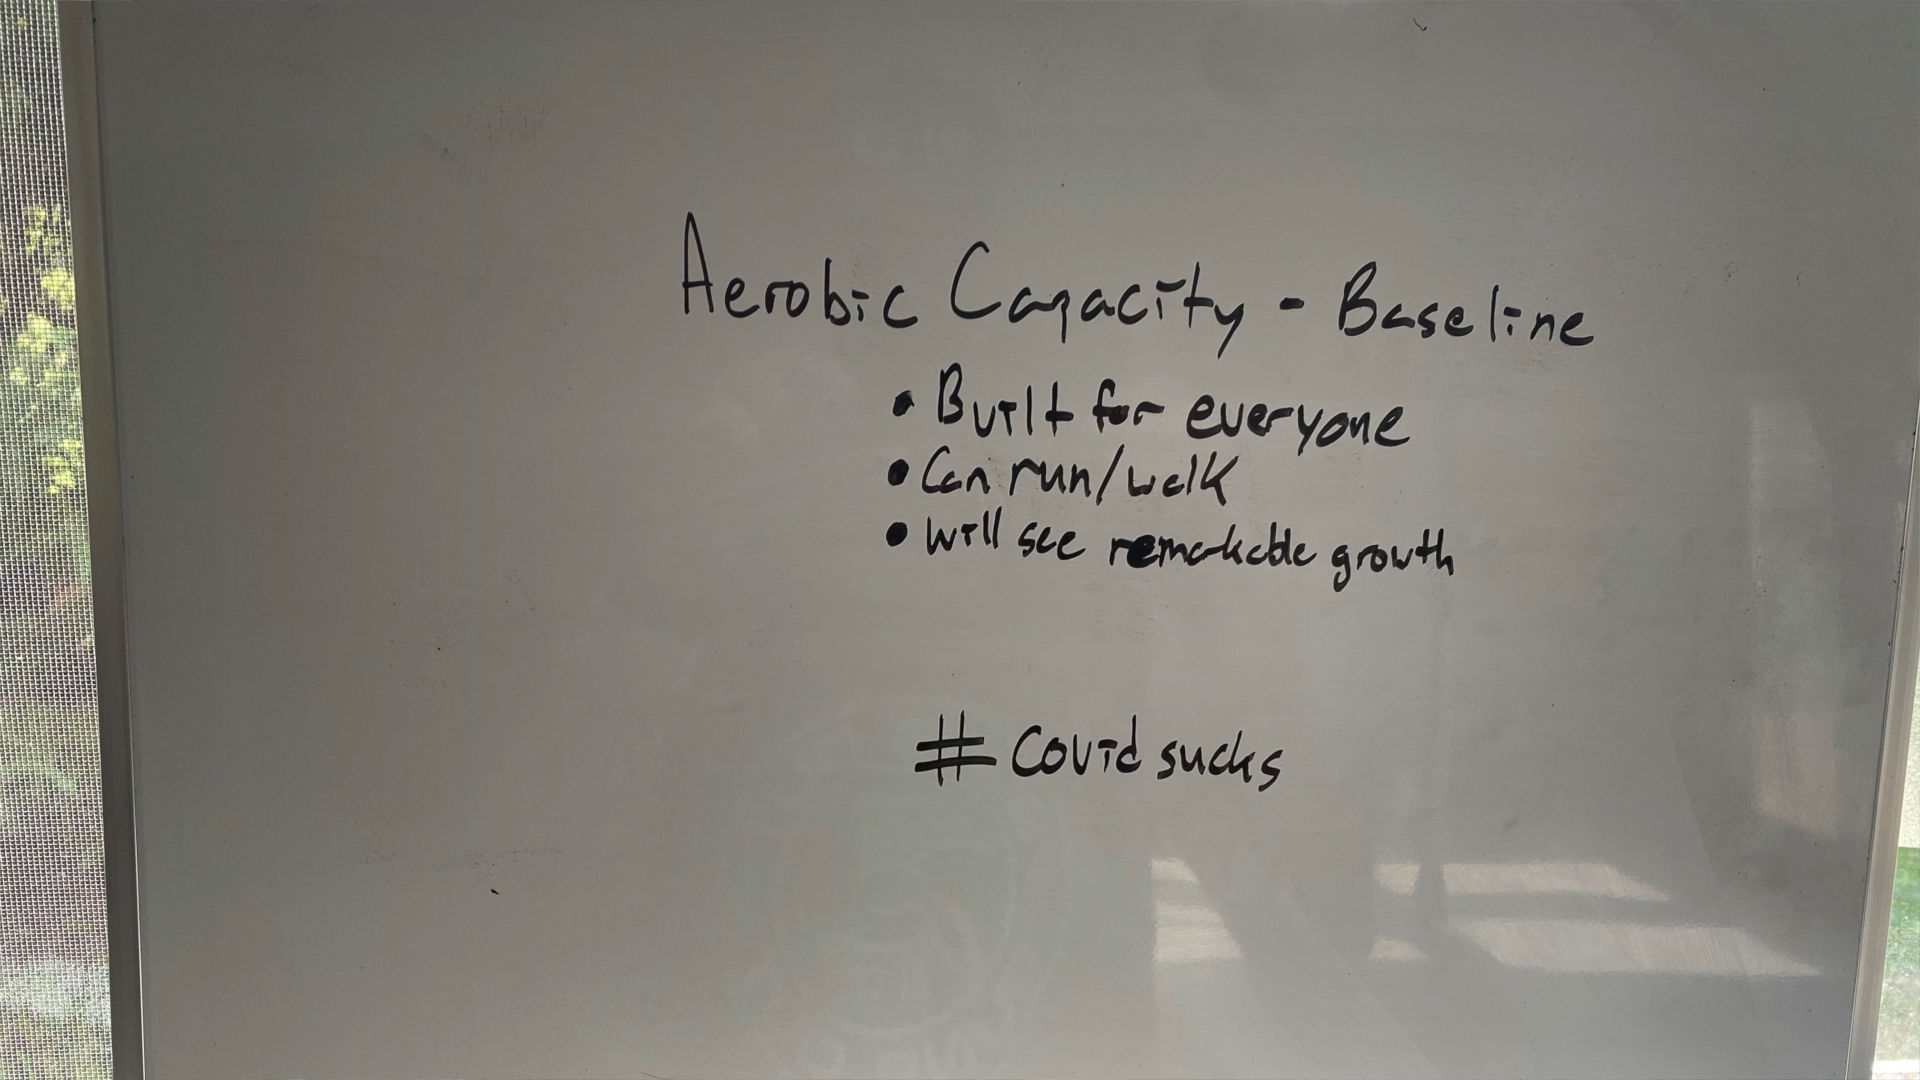 Aerobic Capacity - Baseline
• Built for everyone
• Can run/walk
• Will see remarkable growth
# Covid sucks